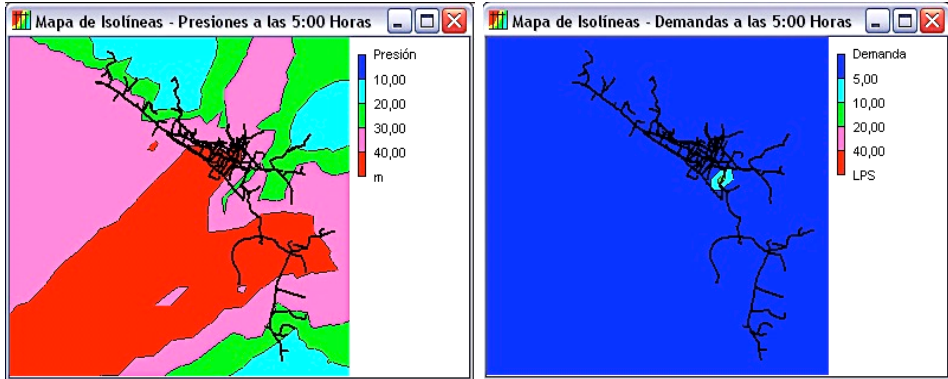 Mapa de Isolíneas - Presiones a las 5:00 Horas
Presión
10,00
20,00
30,00
40,00
m
Mapa de Isolíneas - Demandas a las 5:00 Horas
Demanda
5,00
10,00
20,00
40,00
LPS